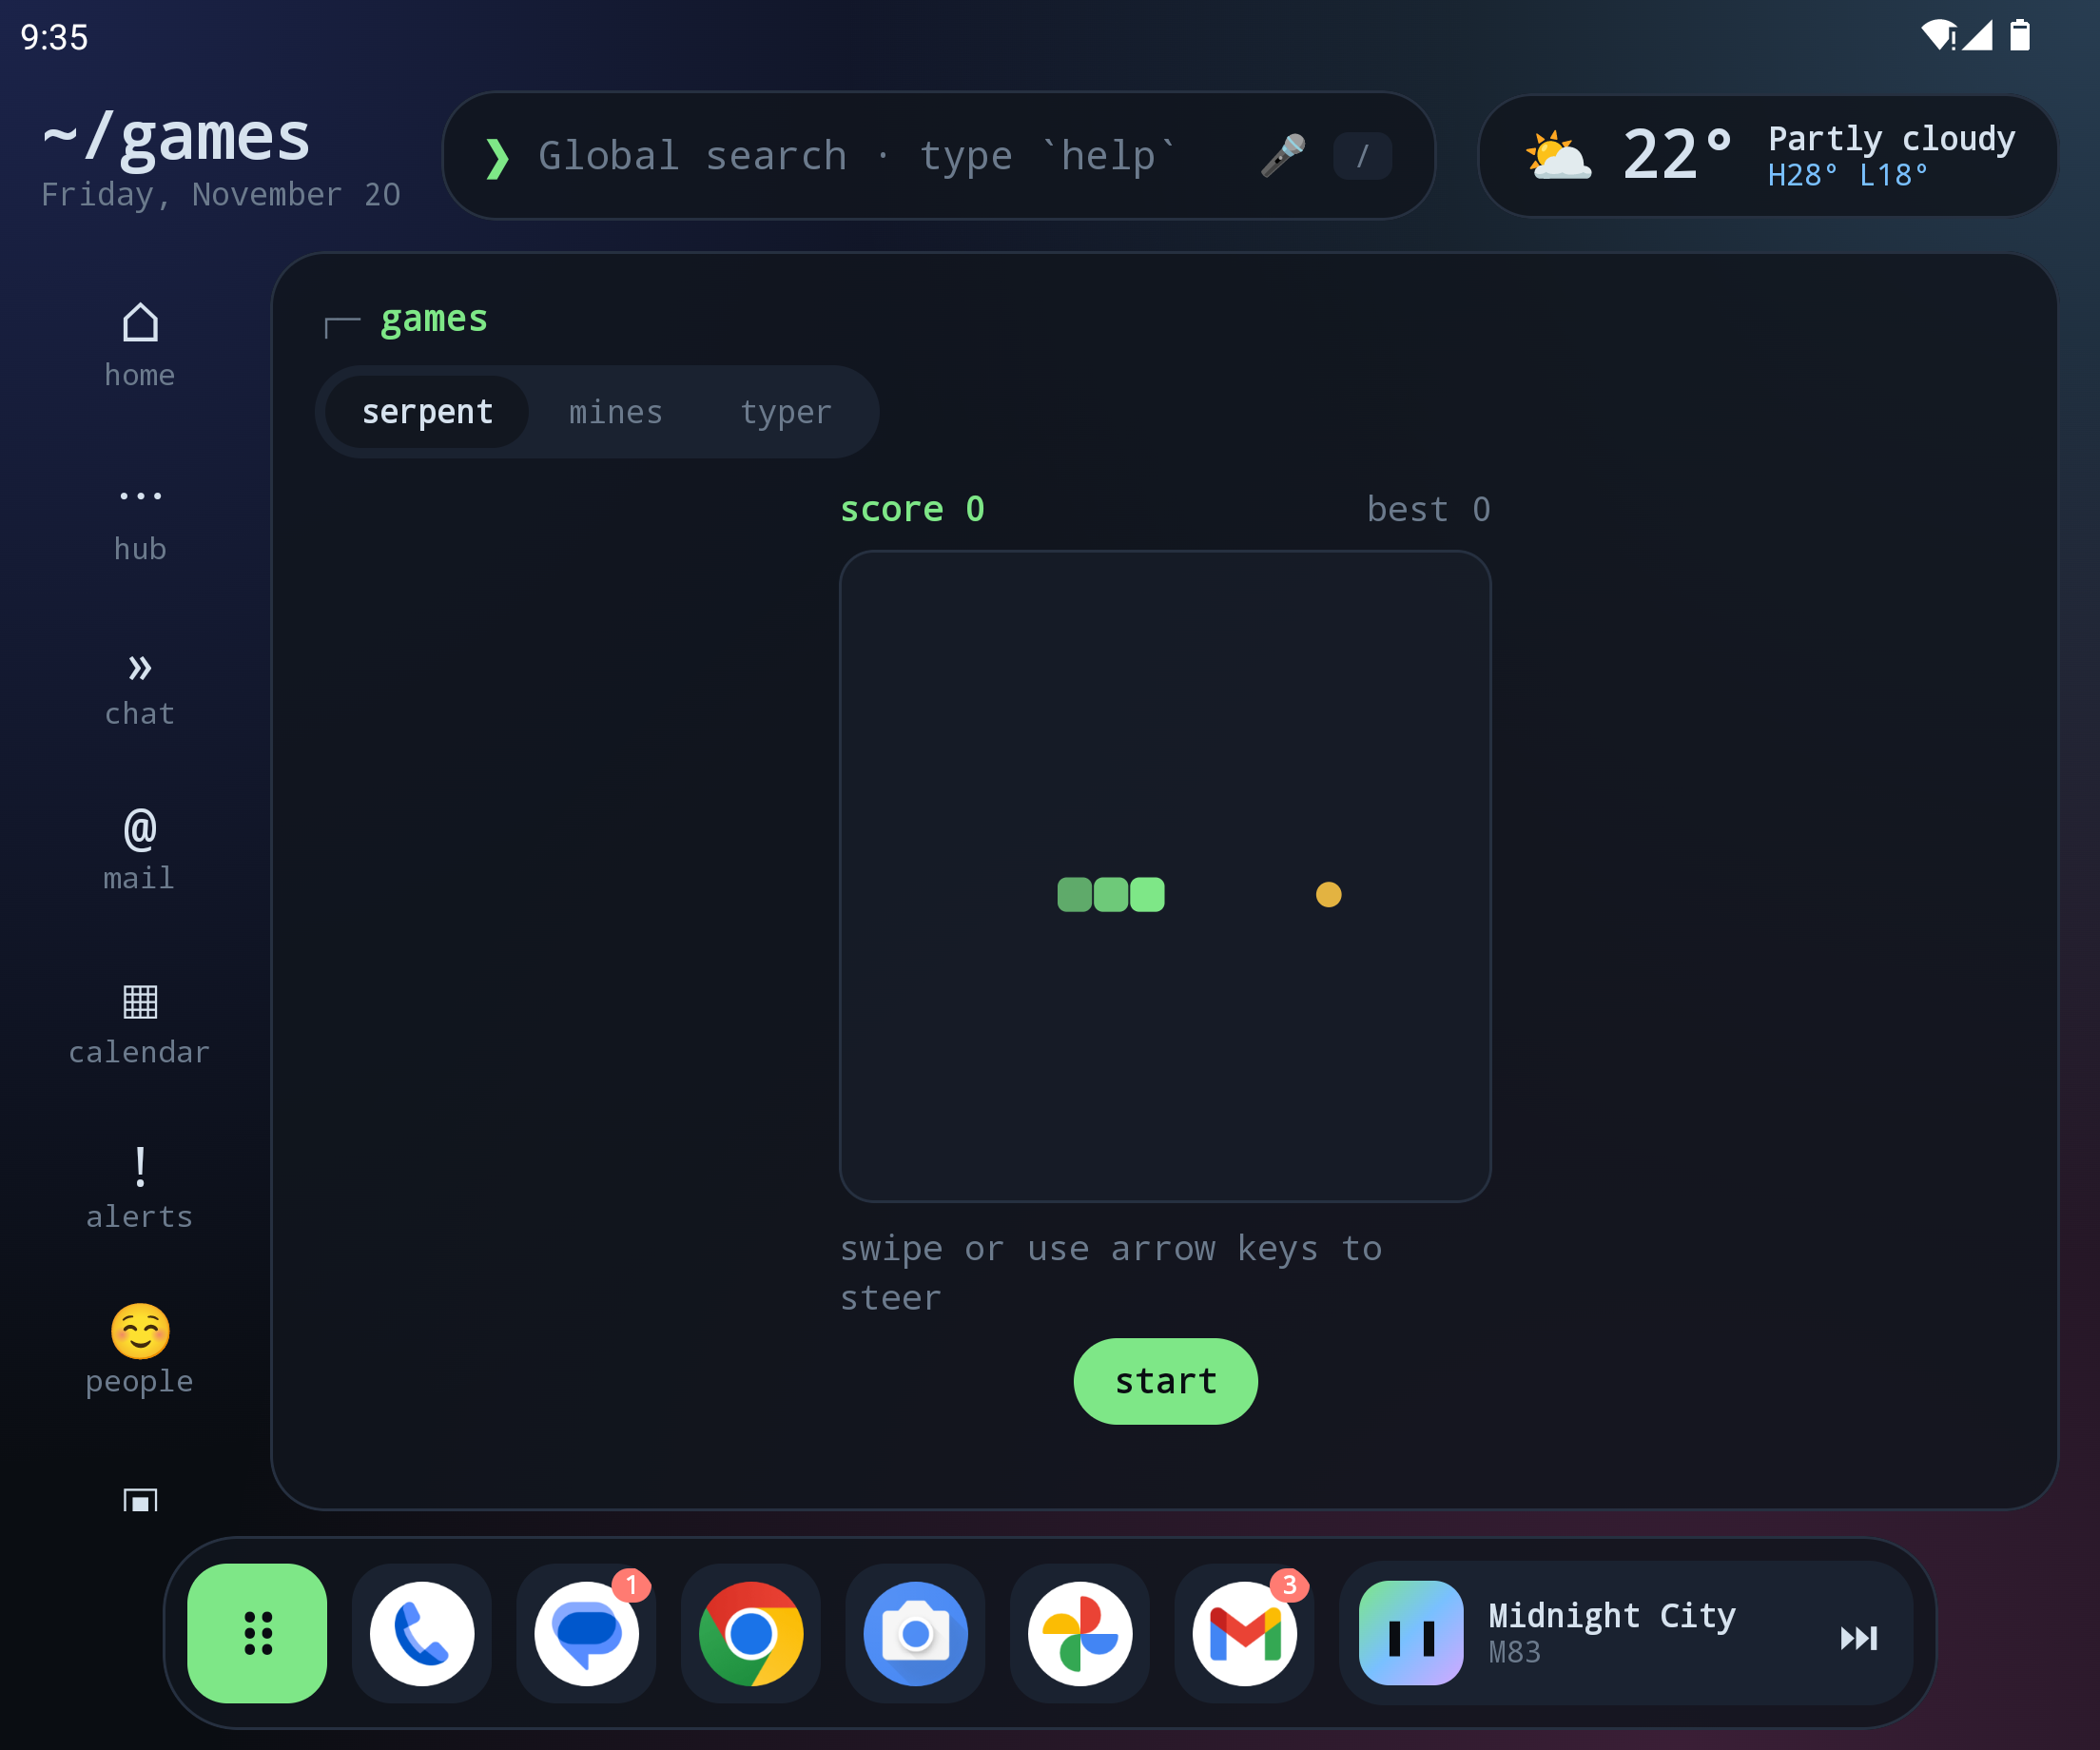 9:35
~/games
Friday, November 20
❯ Global search · type `help` /
22° Partly cloudy
H28° L18°
home
hub
» chat
@ mail
calendar
! alerts
people
games
serpent mines typer
score 0 best 0
swipe or use arrow keys to
steer
start
1
3
Midnight City
M83